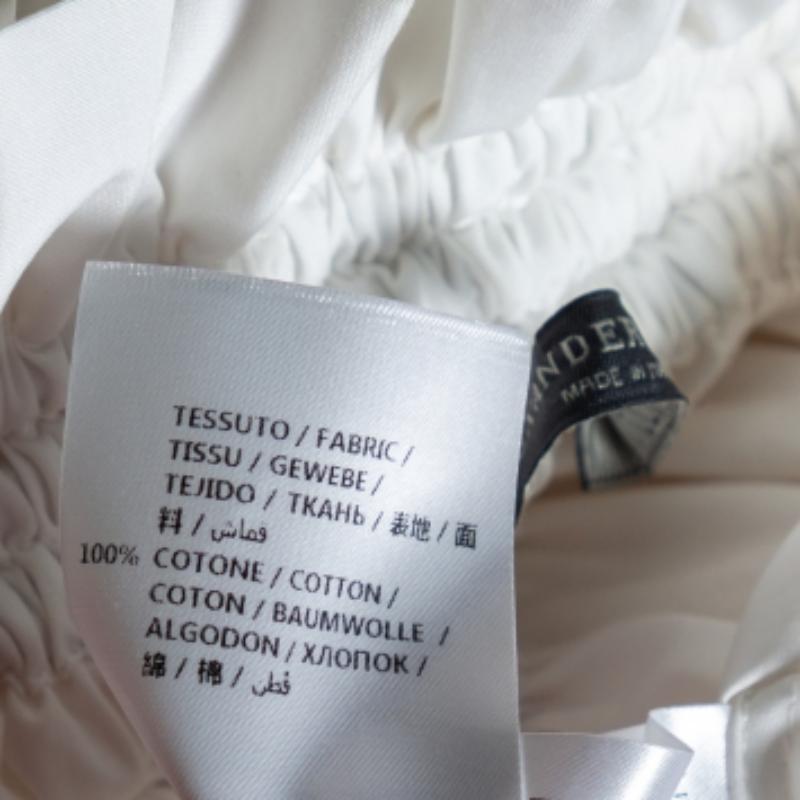 TESSUTO / FABRIC /
TISSU / GEWEBE /
TEJIDO / ТКАНЬ / 表地 / 面
料 / قماش
100% COTONE / COTTON /
COTON / BAUMWOLLE /
ALGODON / ХЛОПОК /
綿 / 棉 / قطن
MADE in